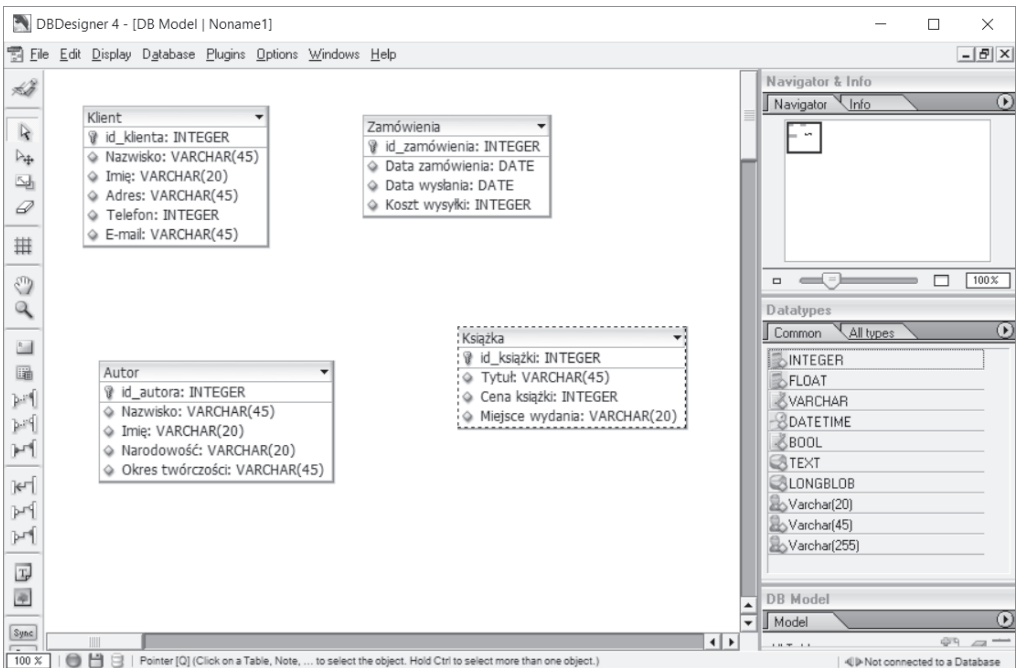 DBDesigner 4 - [DB Model | Noname1]
File Edit Display Database Plugins Options Windows Help
Klient
id_klienta: INTEGER
Nazwisko: VARCHAR(45)
Imię: VARCHAR(20)
Adres: VARCHAR(45)
Telefon: INTEGER
E-mail: VARCHAR(45)
Zamówienia
id_zamówienia: INTEGER
Data zamówienia: DATE
Data wysłania: DATE
Koszt wysyłki: INTEGER
Autor
id_autora: INTEGER
Nazwisko: VARCHAR(45)
Imię: VARCHAR(20)
Narodowość: VARCHAR(20)
Okres twórczości: VARCHAR(45)
Książka
id_książki: INTEGER
Tytuł: VARCHAR(45)
Cena książki: INTEGER
Miejsce wydania: VARCHAR(20)
Navigator & Info
Navigator Info
100%
Datatypes
Common All types
INTEGER
FLOAT
VARCHAR
DATETIME
BOOL
TEXT
LONGBLOB
Varchar(20)
Varchar(45)
Varchar(255)
DB Model
Model
Sync
100 % Pointer [Q] (Click on a Table, Note, ... to select the object. Hold Ctrl to select more than one object.) Not connected to a Database